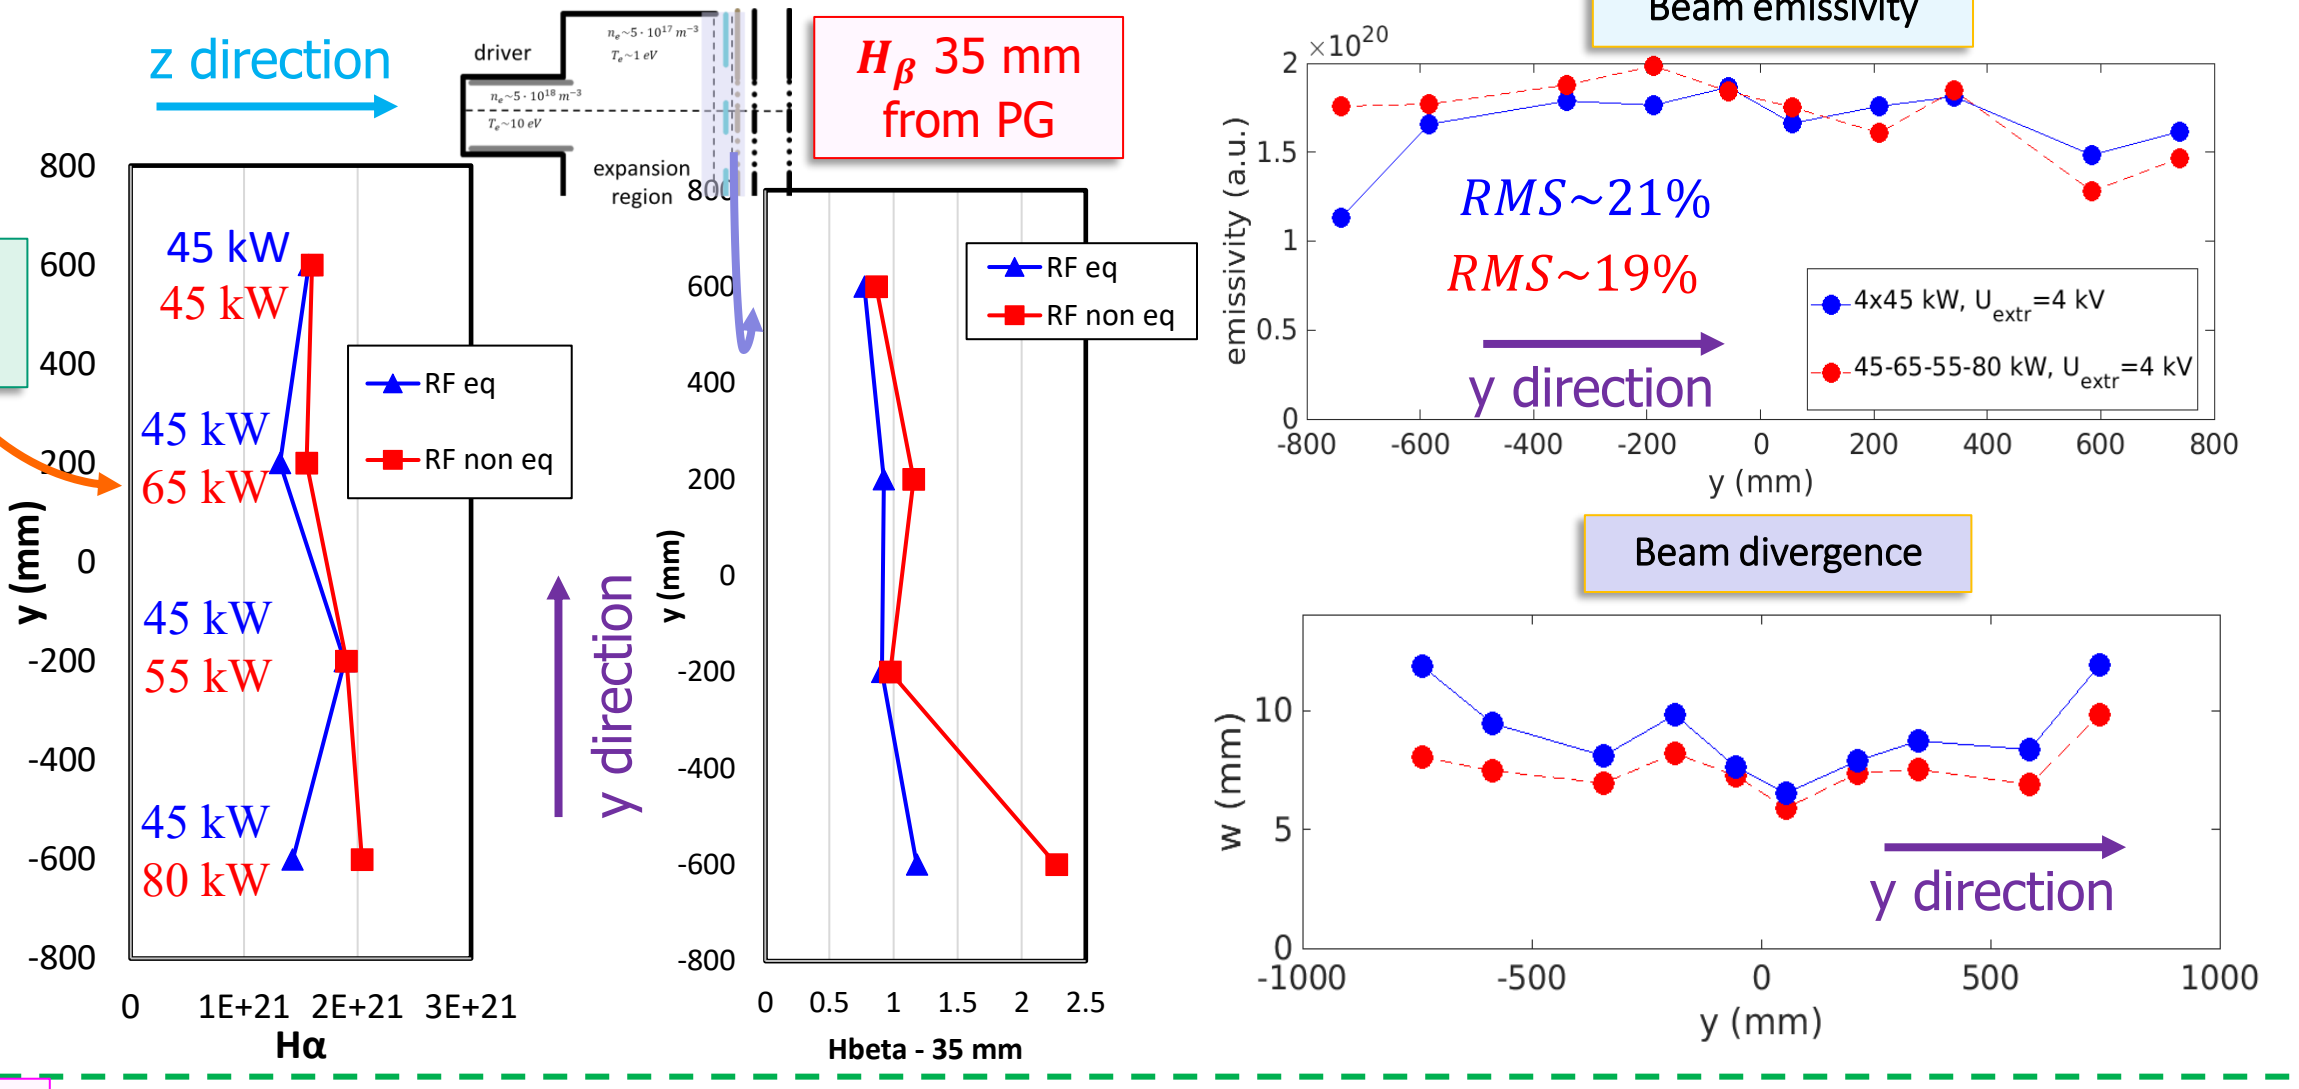 z direction
driver
n_e~5·10^17 m^−3
T_e~1 eV
n_e~5·10^18 m^−3
T_e~10 eV
expansion
region
H_β 35 mm
from PG
800
600
400
200
0
-200
-400
-600
-800
y (mm)
45 kW
45 kW
45 kW
65 kW
45 kW
55 kW
45 kW
80 kW
RF eq
RF non eq
0
1E+21
2E+21
3E+21
Hα
y direction
800
600
400
200
0
-200
-400
-600
-800
y (mm)
RF eq
RF non eq
0
0.5
1
1.5
2
2.5
Hbeta - 35 mm
Beam emissivity
×10^20
2
1.5
1
0.5
0
emissivity (a.u.)
RMS~21%
RMS~19%
y direction
4x45 kW, U_extr=4 kV
45-65-55-80 kW, U_extr=4 kV
-800
-600
-400
-200
0
200
400
600
800
y (mm)
Beam divergence
10
5
0
w (mm)
y direction
-1000
-500
0
500
1000
y (mm)